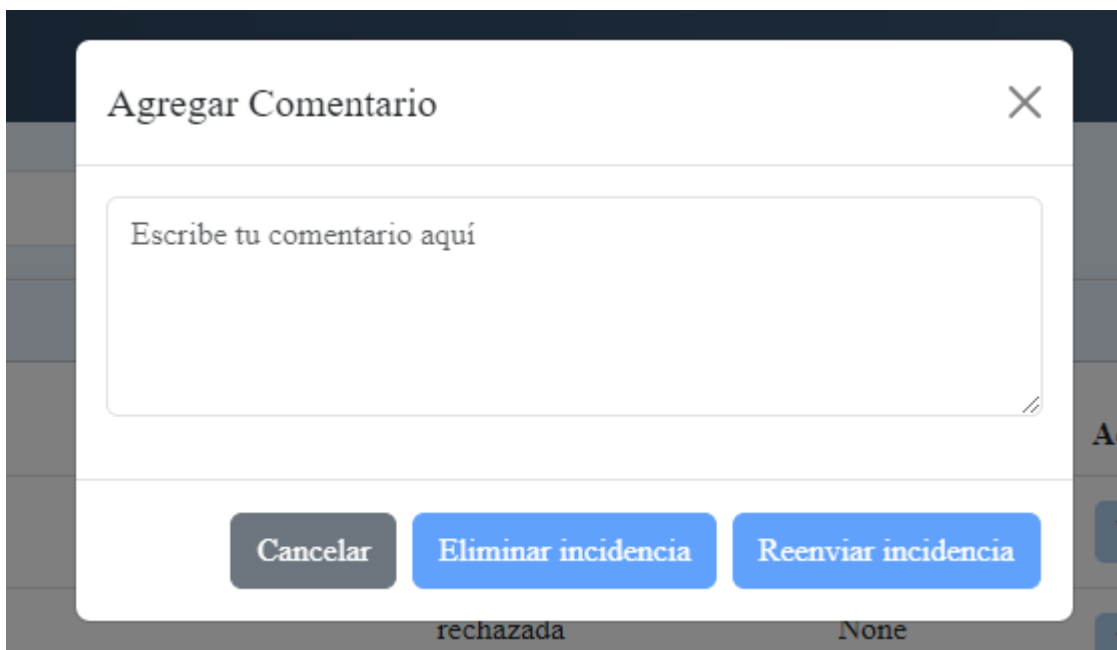 Agregar Comentario
Escribe tu comentario aquí
Cancelar Eliminar incidencia Reenviar incidencia
rechazada None